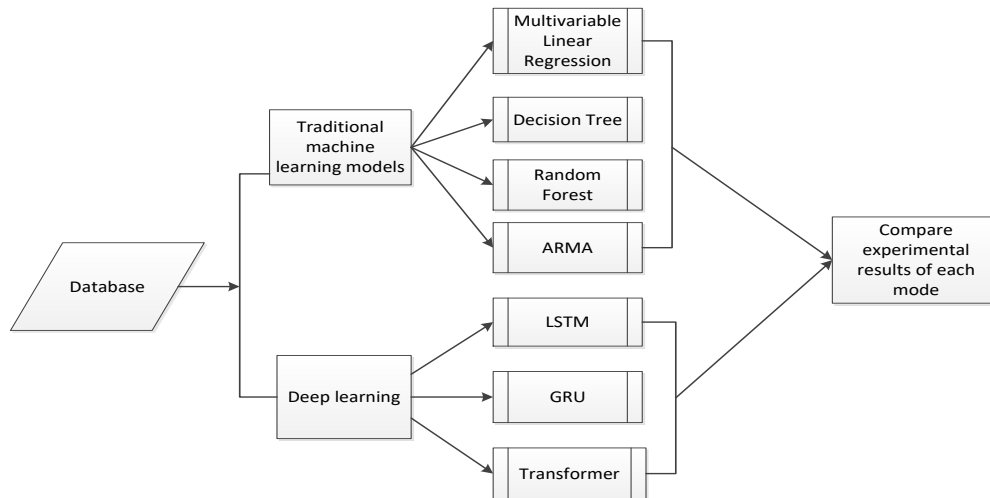 Multivariable
Linear
Regression
Traditional
machine
learning models
Decision Tree
Random
Forest
ARMA
Compare
experimental
results of each
mode
Database
LSTM
Deep learning
GRU
Transformer